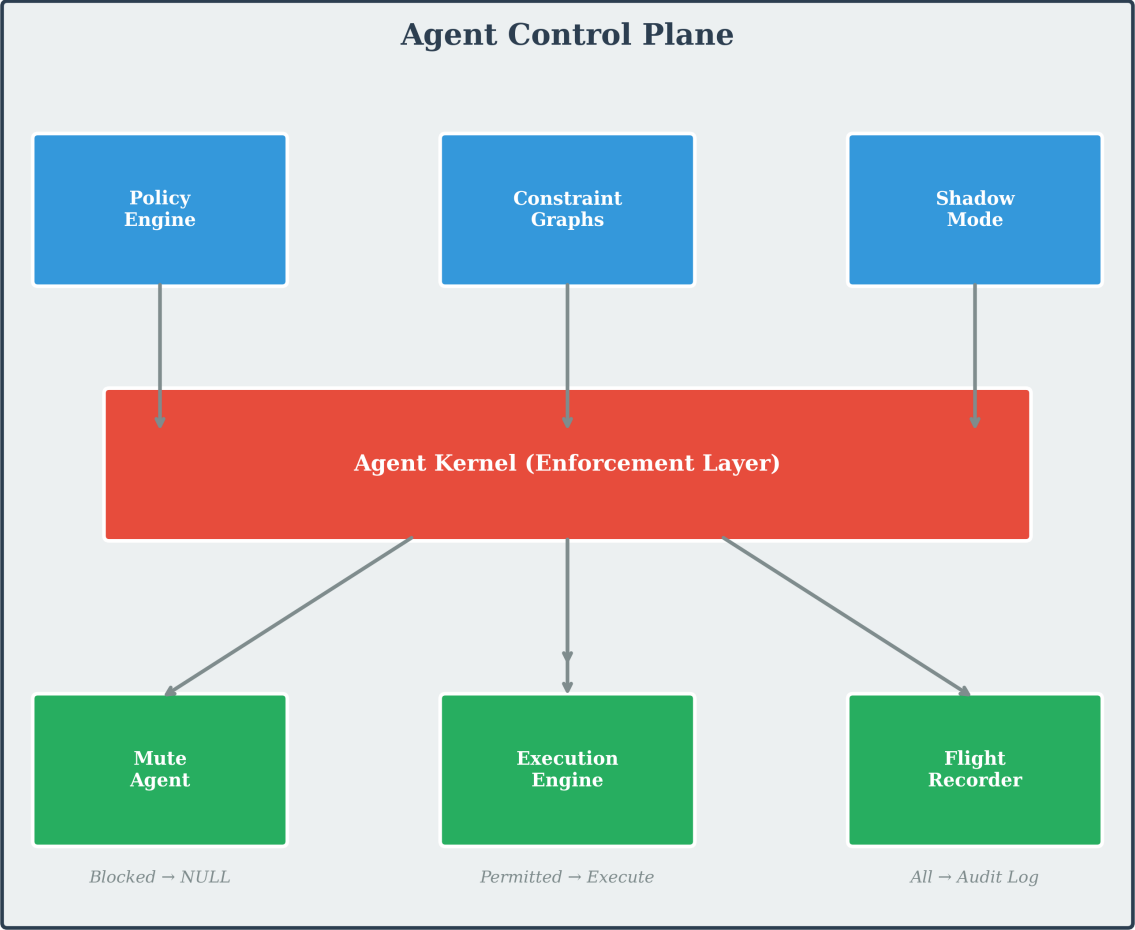 Agent Control Plane
Policy
Engine
Constraint
Graphs
Shadow
Mode
Agent Kernel (Enforcement Layer)
Mute
Agent
Execution
Engine
Flight
Recorder
Blocked → NULL
Permitted → Execute
All → Audit Log